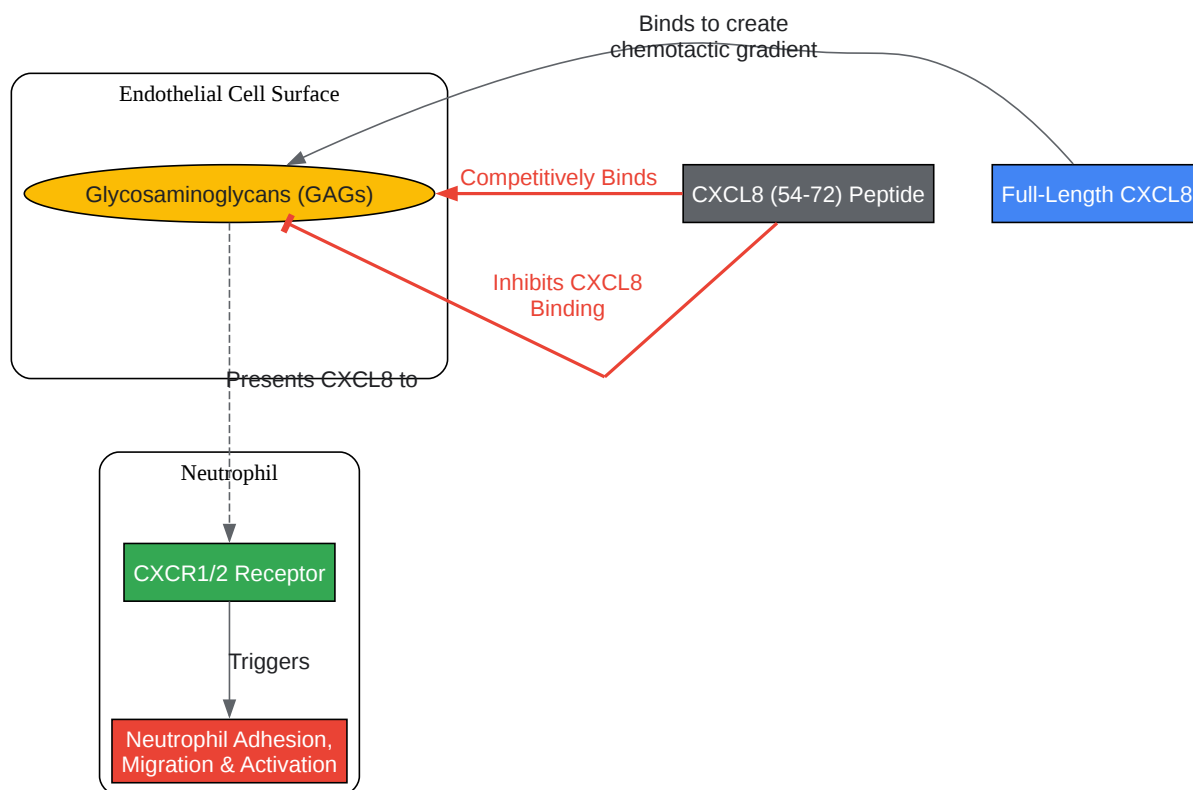 Binds to create
chemotactic gradient
Endothelial Cell Surface
Glycosaminoglycans (GAGs)
Competitively Binds
CXCL8 (54-72) Peptide
Full-Length CXCL8
Inhibits CXCL8
Binding
Presents CXCL8 to
Neutrophil
CXCR1/2 Receptor
Triggers
Neutrophil Adhesion,
Migration & Activation